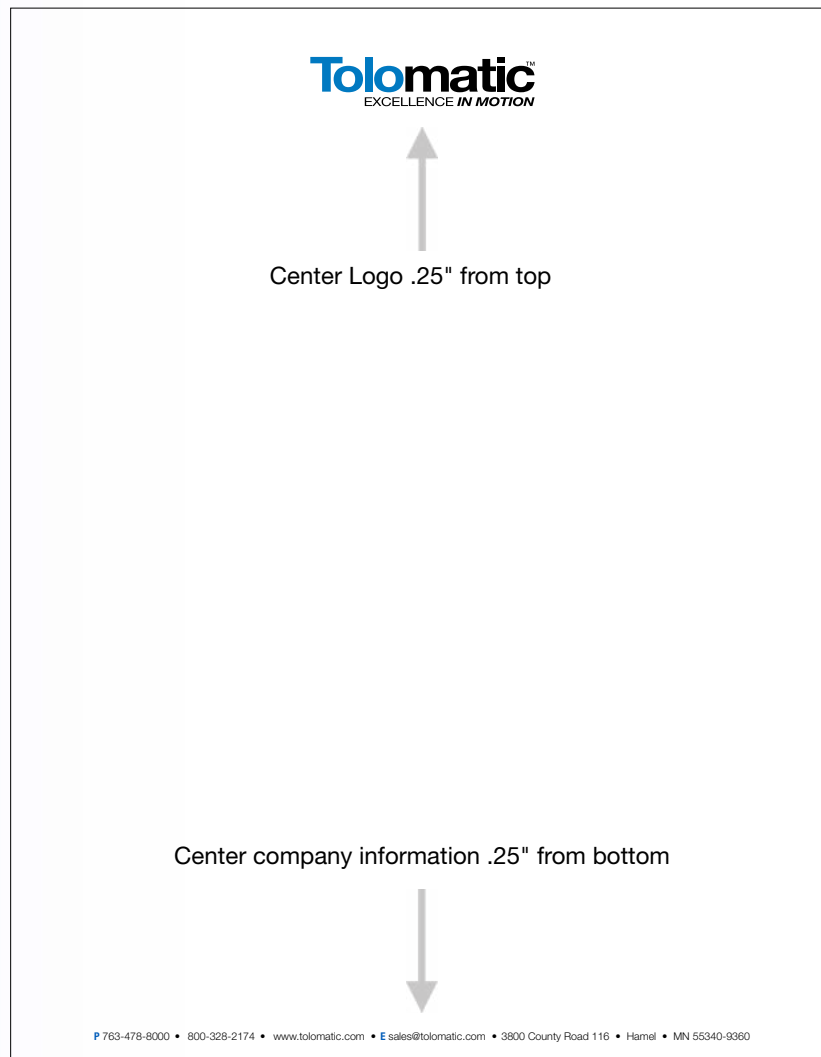 Tolomatic™
EXCELLENCE IN MOTION
Center Logo .25" from top
Center company information .25" from bottom
P 763-478-8000 • 800-328-2174 • www.tolomatic.com • E sales@tolomatic.com • 3800 County Road 116 • Hamel • MN 55340-9360